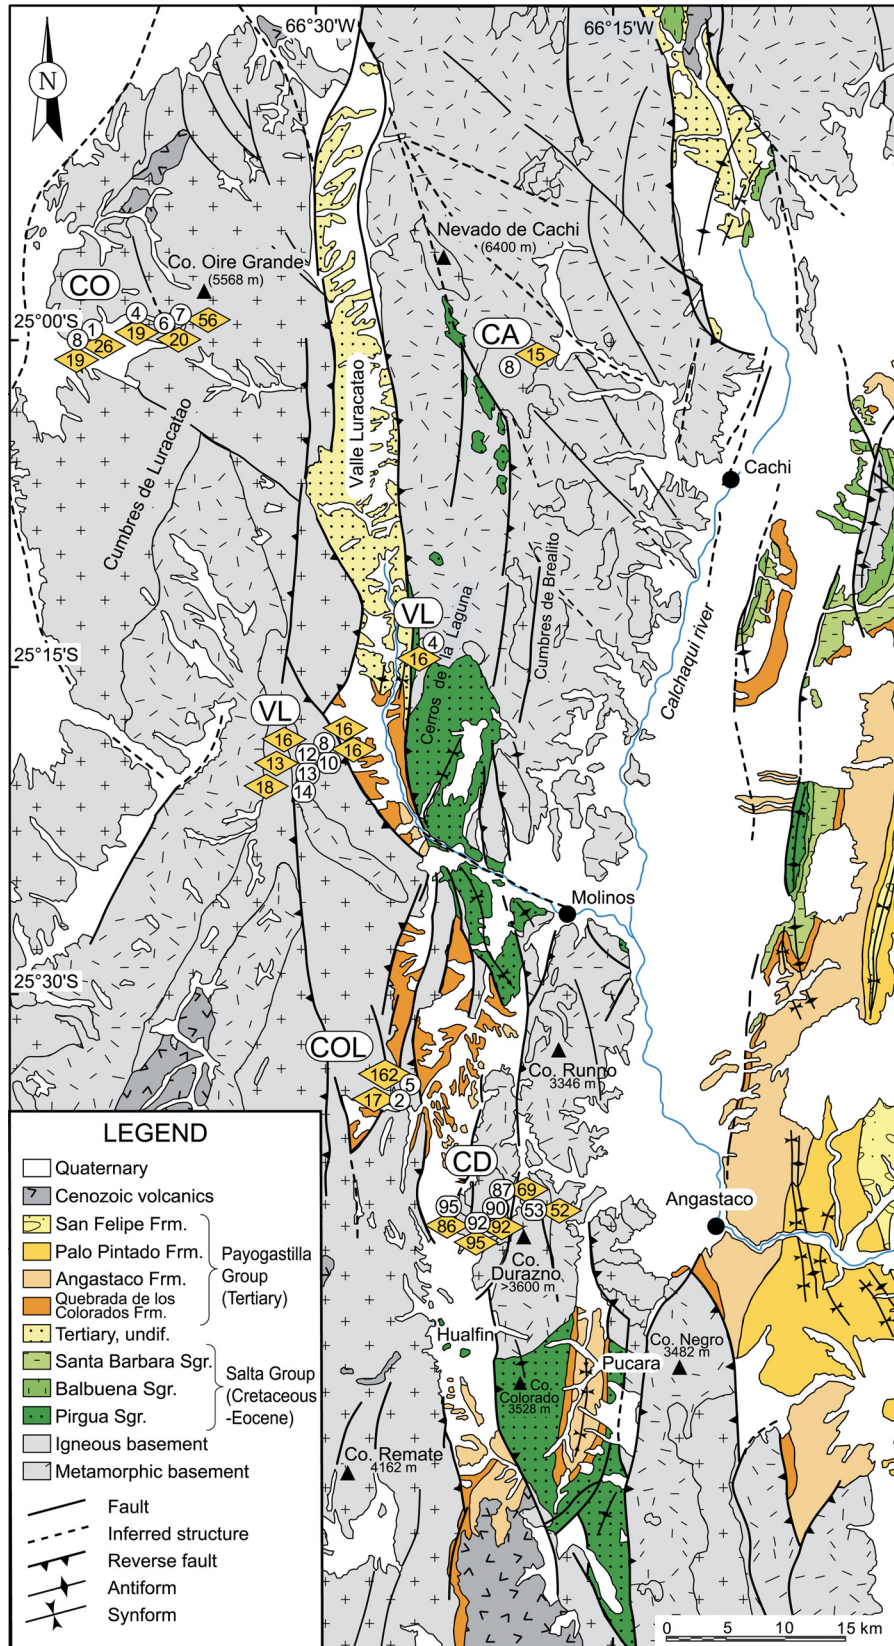 66°30'W
66°15'W
N
Nevado de Cachi
(6400 m)
Co. Oire Grande
(5568 m)
CO
4
7
56
25°00'S
1
6
8
19
20
26
19
CA
15
8
Valle Luracatao
Cumbres de Luracatao
Cachi
Cumbres de Brealito
Cerros de la Laguna
Calchaqui river
VL
4
16
25°15'S
VL
16
16
8
16
12
13
10
13
18
14
Molinos
25°30'S
COL
162
5
17
2
Co. Runno
3346 m
CD
87
69
95
90
53
52
86
92
92
95
Angastaco
Co.
Durazno
>3600 m
Hualfin
Pucara
Co. Negro
3482 m
Co.
Colorado
3528 m
Co. Remate
4162 m
LEGEND
Quaternary
Cenozoic volcanics
San Felipe Frm.
Palo Pintado Frm.
Angastaco Frm.
Quebrada de los
Colorados Frm.
Payogastilla
Group
(Tertiary)
Tertiary, undif.
Santa Barbara Sgr.
Balbuena Sgr.
Pirgua Sgr.
Salta Group
(Cretaceous
-Eocene)
Igneous basement
Metamorphic basement
Fault
Inferred structure
Reverse fault
Antiform
Synform
0 5 10 15 km